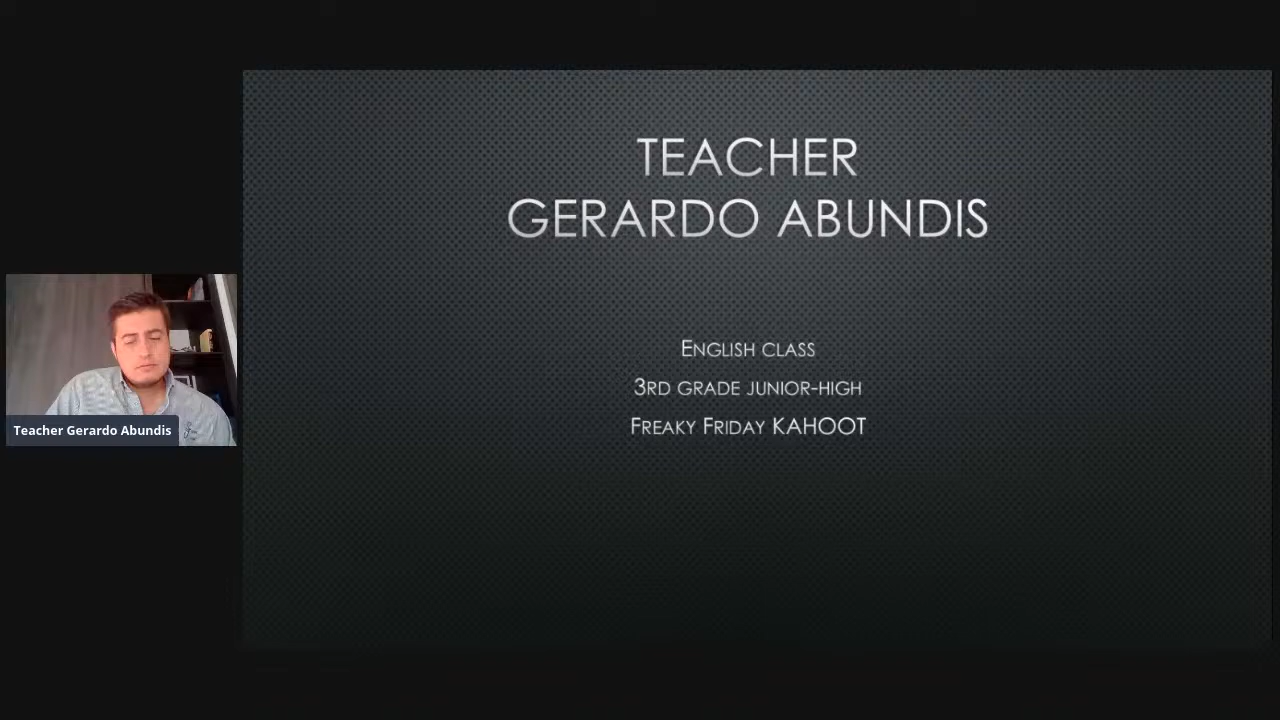 TEACHER
GERARDO ABUNDIS
ENGLISH CLASS
3RD GRADE JUNIOR-HIGH
FREAKY FRIDAY KAHOOT
Teacher Gerardo Abundis